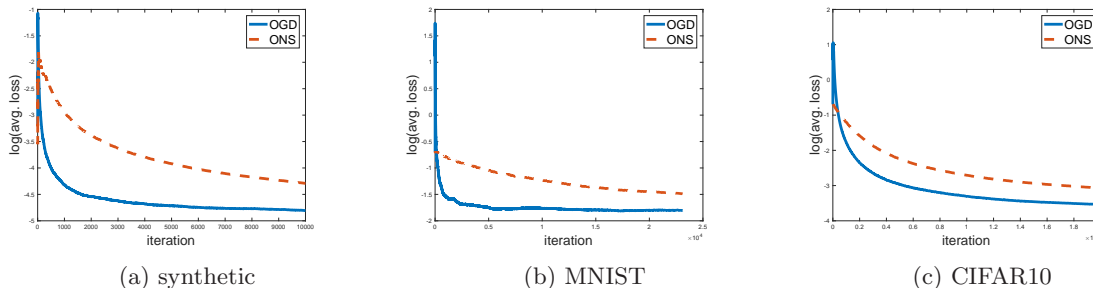 -1
-1.5
-2
-2.5
-3
-3.5
-4
-4.5
-5
log(avg. loss)
OGD
ONS
0 1000 2000 3000 4000 5000 6000 7000 8000 9000 10000
iteration
(a) synthetic
2
1.5
1
0.5
0
-0.5
-1
-1.5
-2
log(avg. loss)
OGD
ONS
0 0.5 1 1.5 2 2.5
×10⁴
iteration
(b) MNIST
2
1
0
-1
-2
-3
-4
log(avg. loss)
OGD
ONS
0 0.2 0.4 0.6 0.8 1 1.2 1.4 1.6 1.8
iteration
(c) CIFAR10